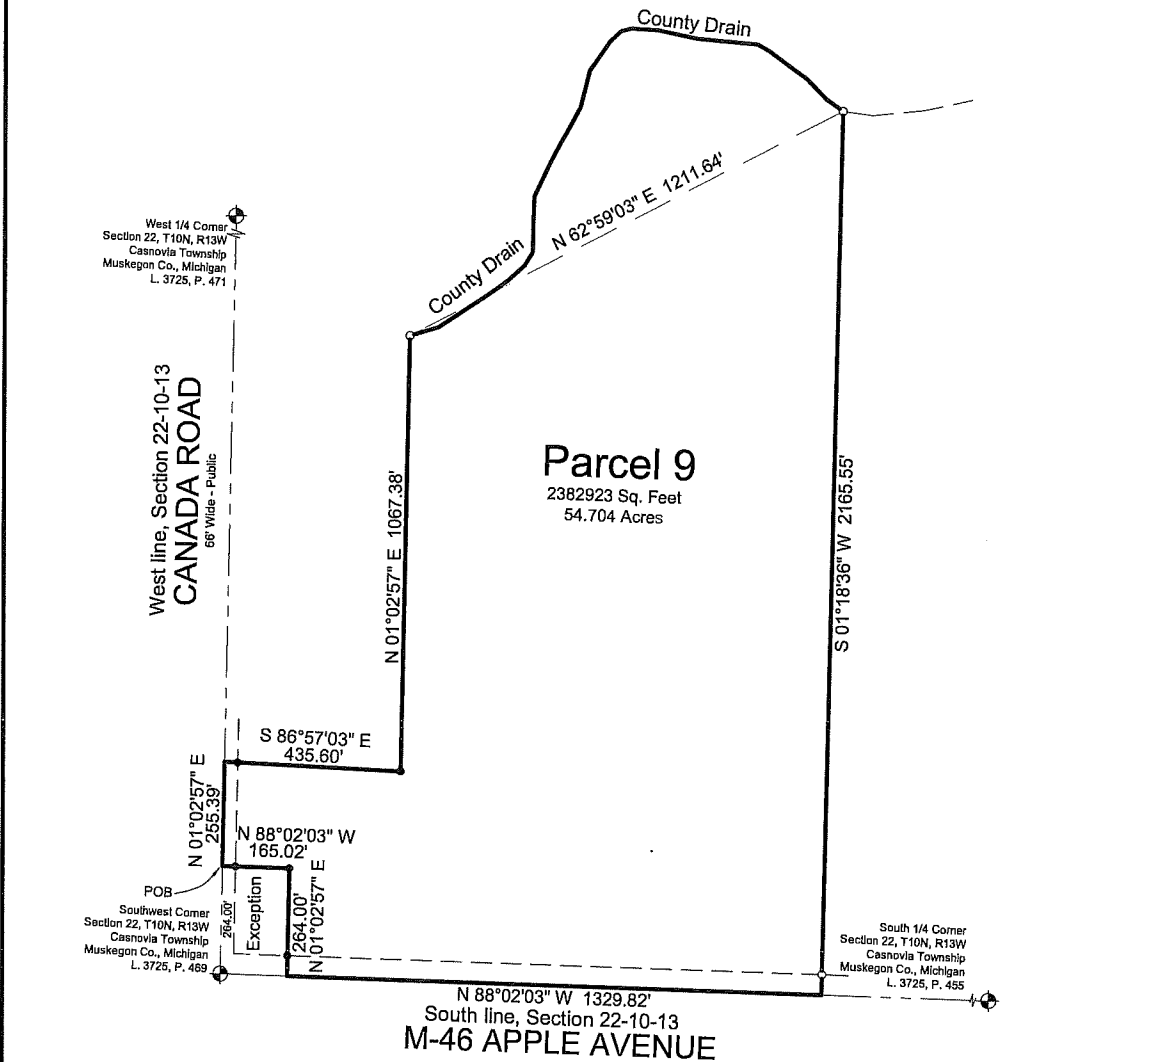 County Drain
N 62°59'03" E 1211.64'
West 1/4 Corner
Section 22, T10N, R13W
Casnovia Township
Muskegon Co., Michigan
L. 3725, P. 471
County Drain
West line, Section 22-10-13
CANADA ROAD
66' Wide - Public
Parcel 9
2382923 Sq. Feet
54.704 Acres
N 01°02'57" E 1067.38'
S 01°18'36" W 2165.55'
S 86°57'03" E
435.60'
N 01°02'57" E
255.39'
N 88°02'03" W
165.02'
POB
Southwest Corner
Section 22, T10N, R13W
Casnovia Township
Muskegon Co., Michigan
L. 3725, P. 469
264.00'
Exception
264.00'
N 01°02'57" E
South 1/4 Corner
Section 22, T10N, R13W
Casnovia Township
Muskegon Co., Michigan
L. 3725, P. 455
N 88°02'03" W 1329.82'
South line, Section 22-10-13
M-46 APPLE AVENUE